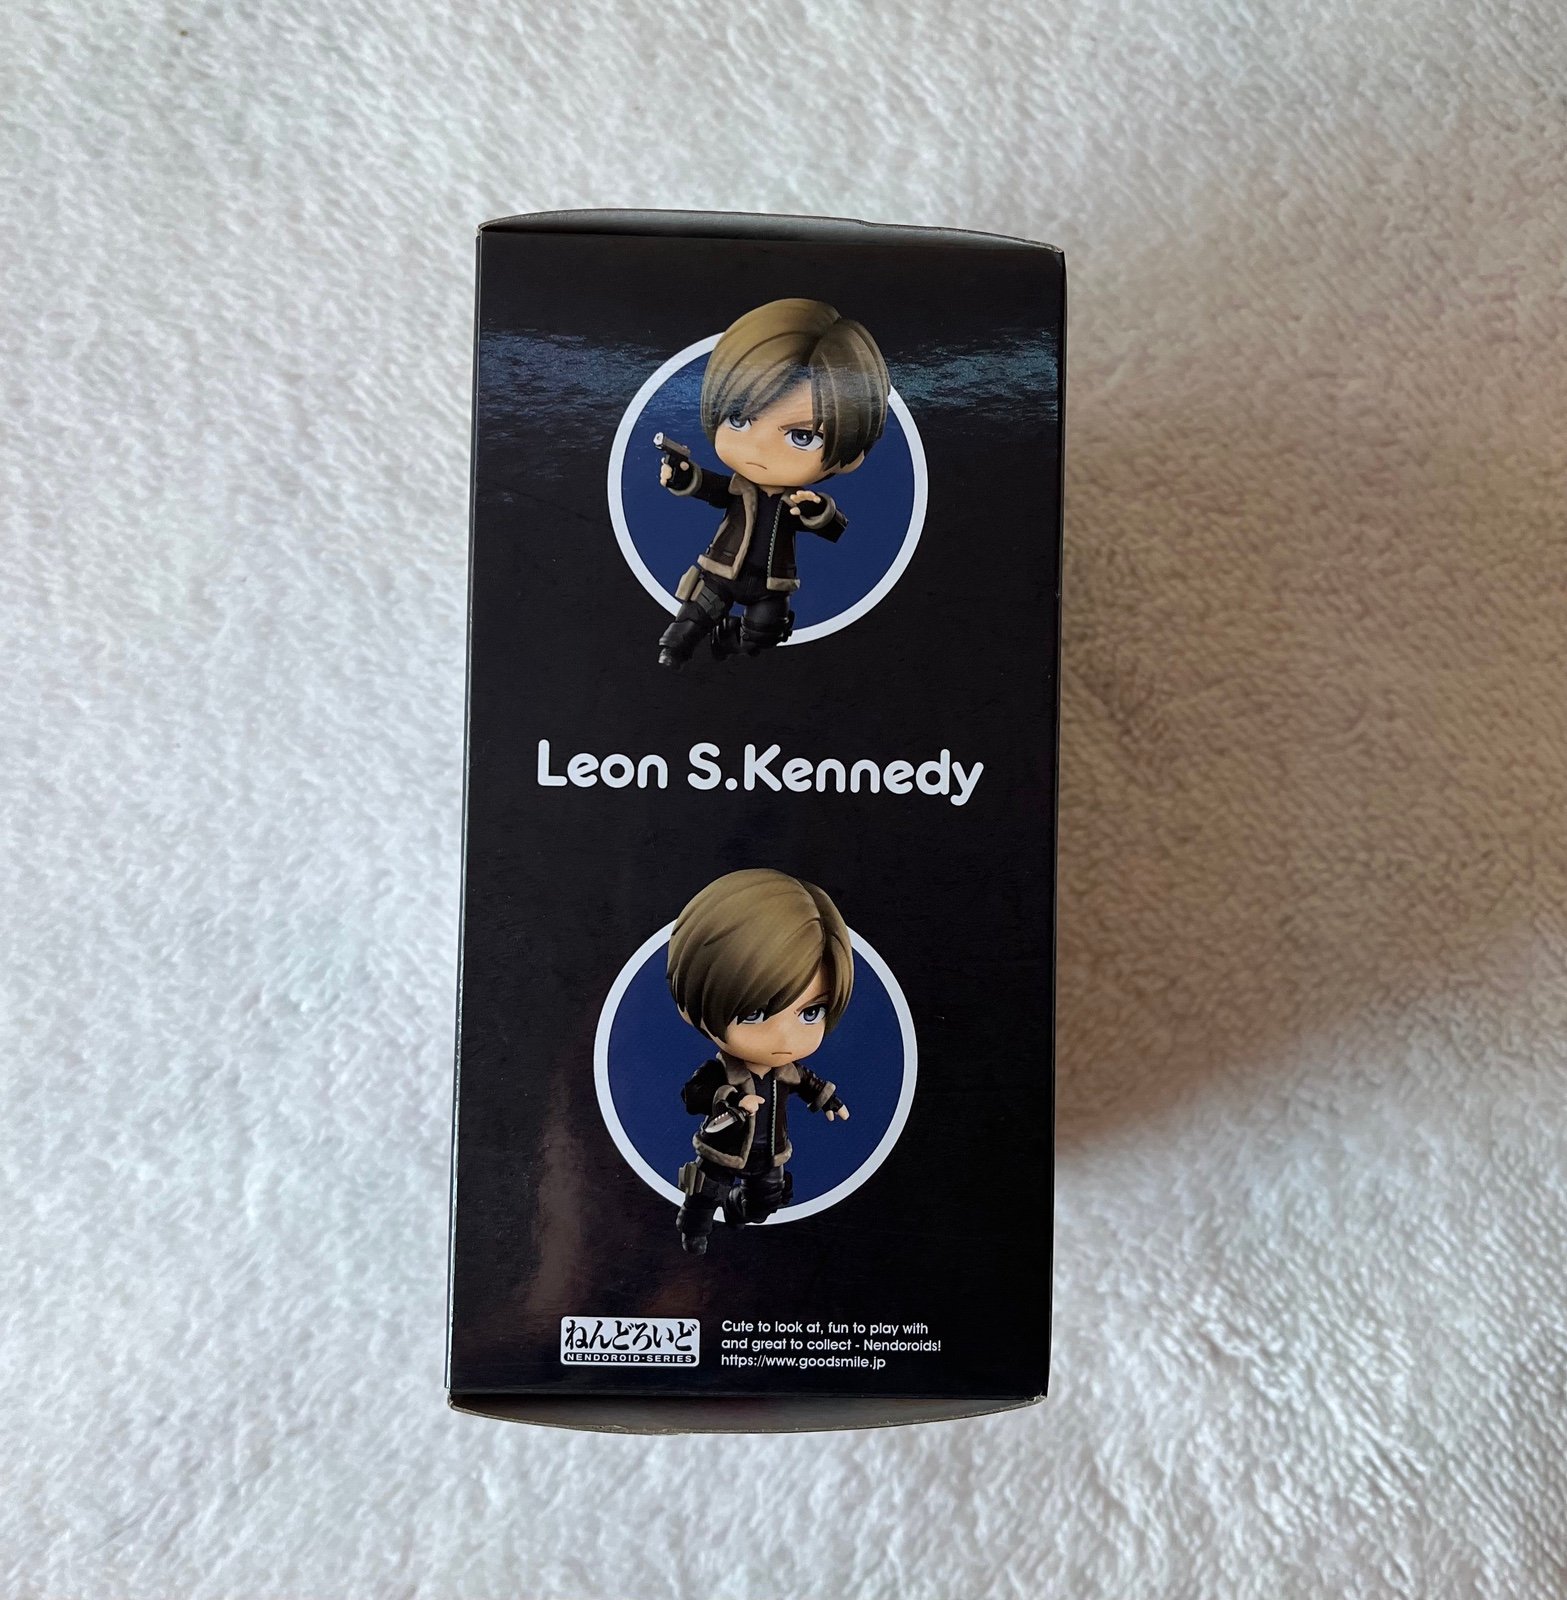 Leon S.Kennedy
ねんどろいど
NENDOROID·SERIES
Cute to look at, fun to play with
and great to collect - Nendoroids!
https://www.goodsmile.jp